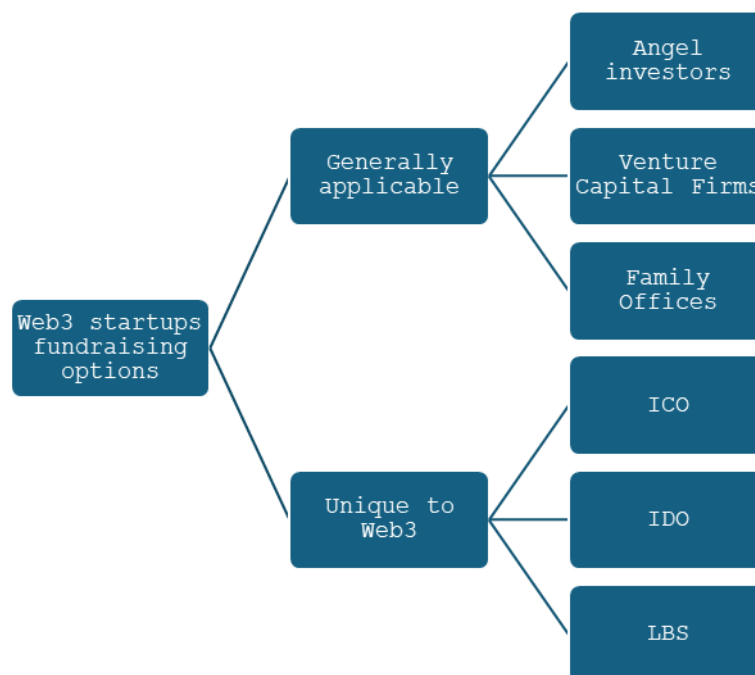 Angel
investors
Generally
applicable
Venture
Capital Firms
Family
Offices
Web3 startups
fundraising
options
ICO
Unique to
Web3
IDO
LBS